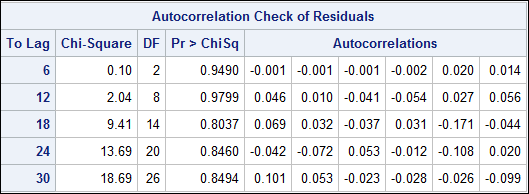 Autocorrelation Check of Residuals
To Lag Chi-Square DF Pr > ChiSq Autocorrelations
6 0.10 2 0.9490 -0.001 -0.001 -0.001 -0.002 0.020 0.014
12 2.04 8 0.9799 0.046 0.010 -0.041 -0.054 0.027 0.056
18 9.41 14 0.8037 0.069 0.032 -0.037 0.031 -0.171 -0.044
24 13.69 20 0.8460 -0.042 -0.072 0.053 -0.012 -0.108 0.020
30 18.69 26 0.8494 0.101 0.053 -0.023 -0.028 -0.026 -0.099